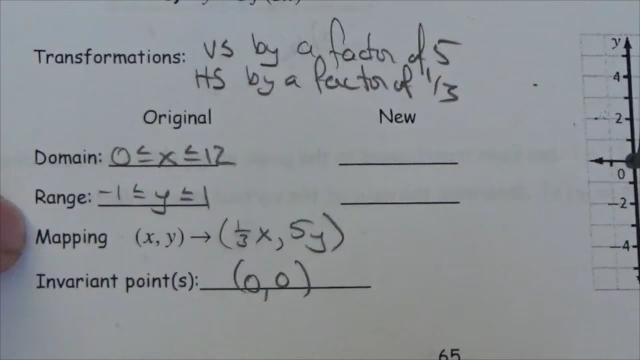 Transformations: VS by a factor of 5
HS by a factor of 1/3
Original New
Domain: 0 ≤ x ≤ 12
Range: -1 ≤ y ≤ 1
Mapping (x, y) → (1/3 x, 5y)
Invariant point(s): (0,0)
65
y
4
2
-2
-4